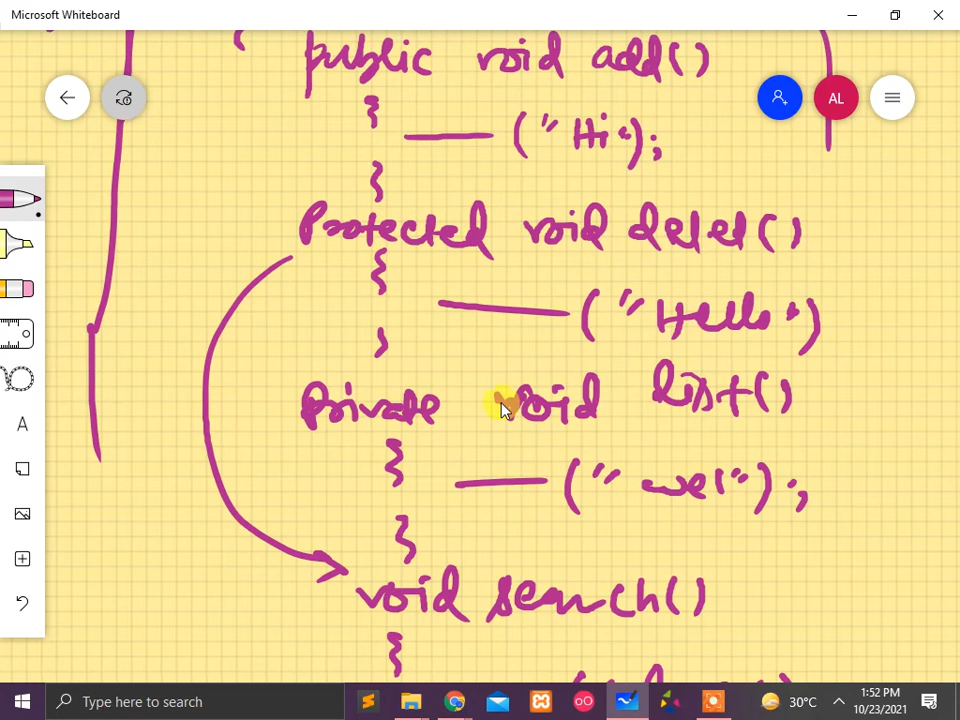 Microsoft Whiteboard
public void add()
{
("Hi");
}
AL
Protected void delet()
{
("Hello")
}
Private void list()
{
("wel");
}
void search()
{
A
Type here to search
30°C
1:52 PM
10/23/2021